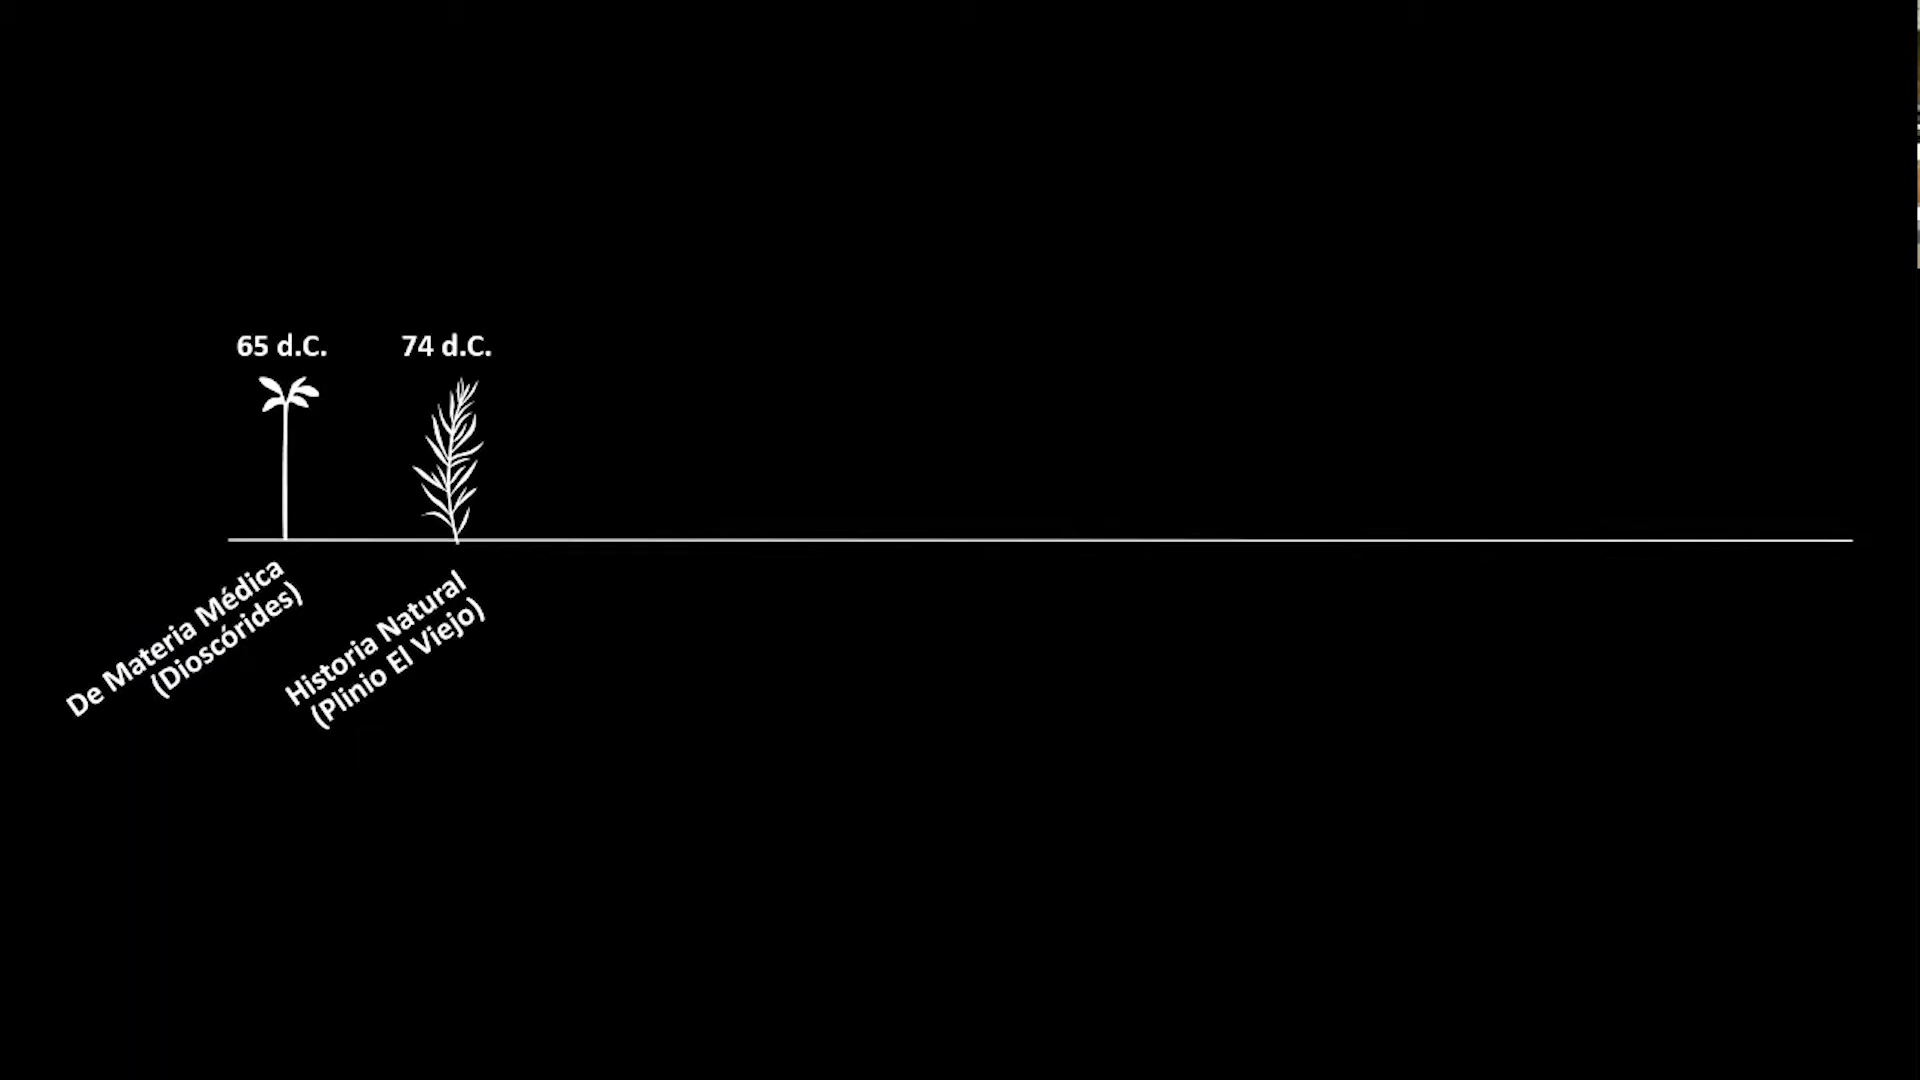 65 d.C.
74 d.C.
De Materia Médica
(Dioscórides)
Historia Natural
(Plinio El Viejo)